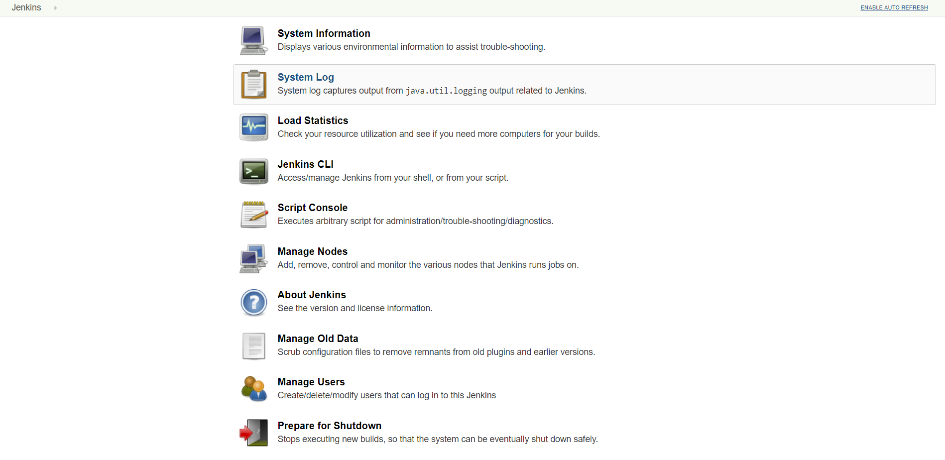 Jenkins
ENABLE AUTO REFRESH
System Information
Displays various environmental information to assist trouble-shooting.
System Log
System log captures output from java.util.logging output related to Jenkins.
Load Statistics
Check your resource utilization and see if you need more computers for your builds.
Jenkins CLI
Access/manage Jenkins from your shell, or from your script.
Script Console
Executes arbitrary script for administration/trouble-shooting/diagnostics.
Manage Nodes
Add, remove, control and monitor the various nodes that Jenkins runs jobs on.
About Jenkins
See the version and license information.
Manage Old Data
Scrub configuration files to remove remnants from old plugins and earlier versions.
Manage Users
Create/delete/modify users that can log in to this Jenkins
Prepare for Shutdown
Stops executing new builds, so that the system can be eventually shut down safely.